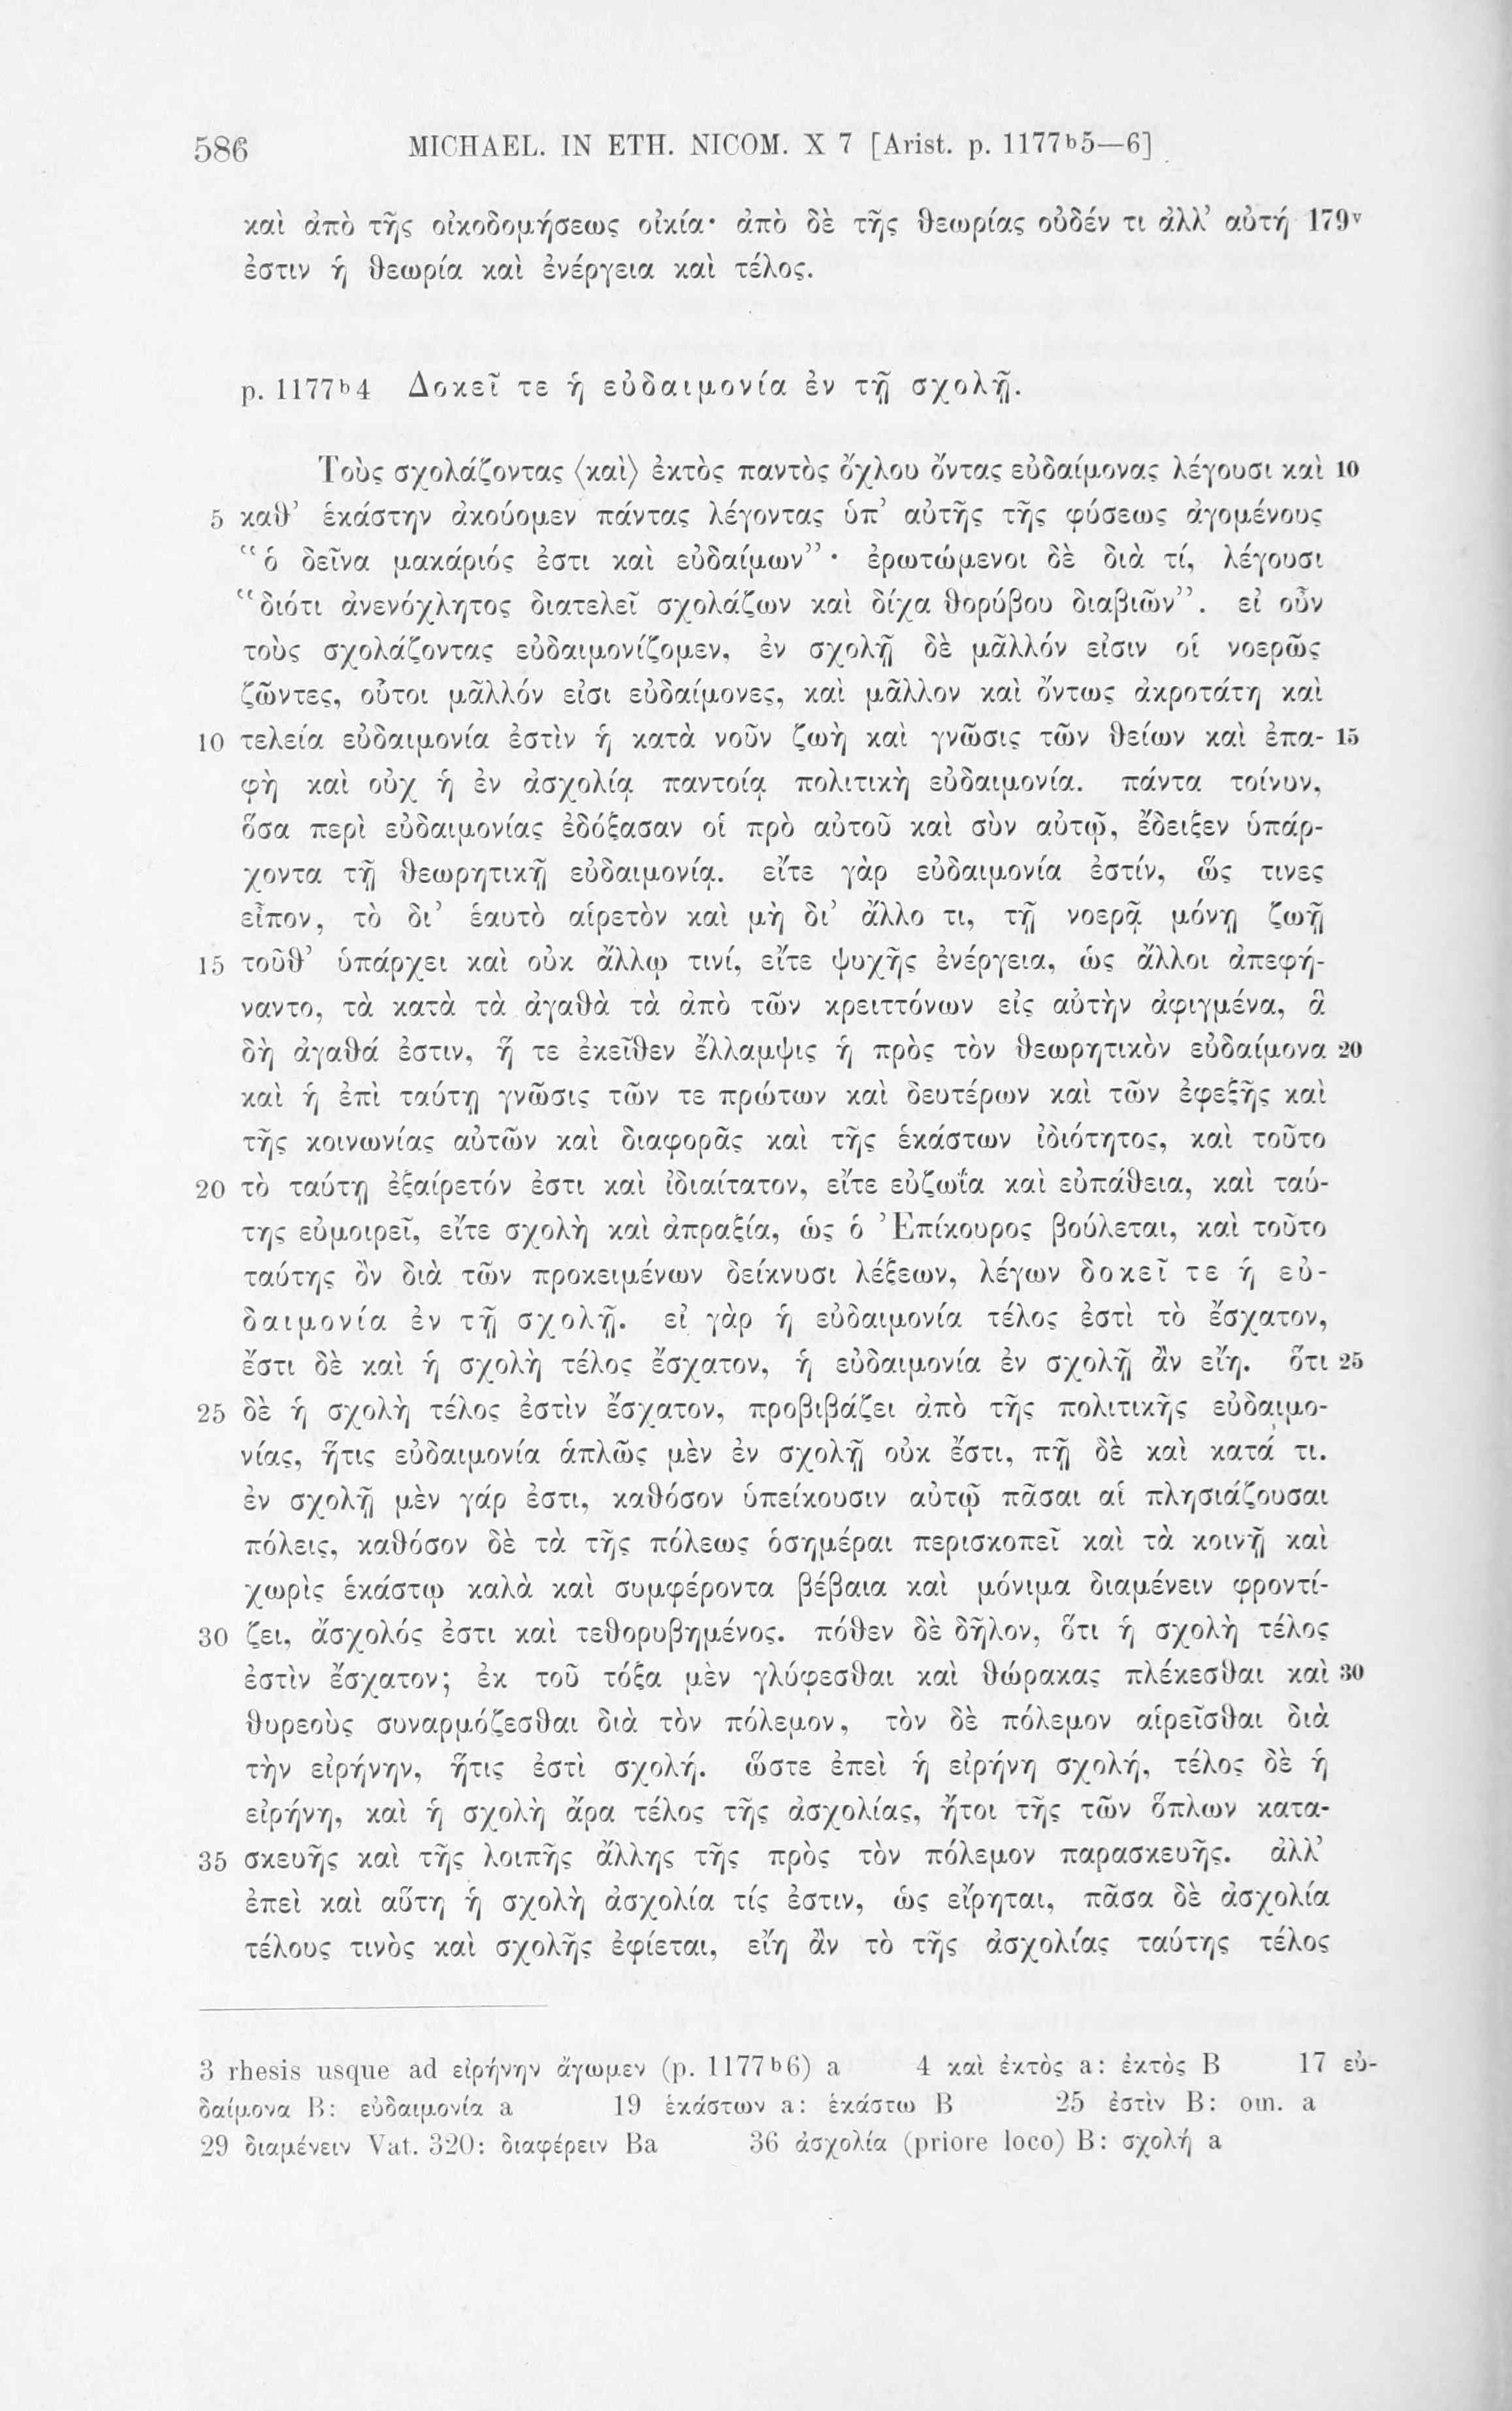 586 MICHAEL. IN ETH. NICOM. X 7 [Arist. p. 1177ᵇ5—6]
καὶ ἀπὸ τῆς οἰκοδομήσεως οἰκία· ἀπὸ δὲ τῆς θεωρίας οὐδέν τι ἀλλ’ αὐτή 179ᵛ
ἐστιν ἡ θεωρία καὶ ἐνέργεια καὶ τέλος.
p. 1177ᵇ4 Δοκεῖ τε ἡ εὐδαιμονία ἐν τῇ σχολῇ.
Τοὺς σχολάζοντας ⟨καὶ⟩ ἐκτὸς παντὸς ὄχλου ὄντας εὐδαίμονας λέγουσι καὶ 10
5 καθ’ ἑκάστην ἀκούομεν πάντας λέγοντας ὑπ’ αὐτῆς τῆς φύσεως ἀγομένους
“ὁ δεῖνα μακάριός ἐστι καὶ εὐδαίμων”· ἐρωτώμενοι δὲ διὰ τί, λέγουσι
“διότι ἀνενόχλητος διατελεῖ σχολάζων καὶ δίχα θορύβου διαβιῶν”. εἰ οὖν
τοὺς σχολάζοντας εὐδαιμονίζομεν, ἐν σχολῇ δὲ μᾶλλόν εἰσιν οἱ νοερῶς
ζῶντες, οὗτοι μᾶλλόν εἰσι εὐδαίμονες, καὶ μᾶλλον καὶ ὄντως ἀκροτάτη καὶ
10 τελεία εὐδαιμονία ἐστὶν ἡ κατὰ νοῦν ζωὴ καὶ γνῶσις τῶν θείων καὶ ἐπα- 15
φὴ καὶ οὐχ ἡ ἐν ἀσχολίᾳ παντοίᾳ πολιτικὴ εὐδαιμονία. πάντα τοίνυν,
ὅσα περὶ εὐδαιμονίας ἐδόξασαν οἱ πρὸ αὐτοῦ καὶ σὺν αὐτῷ, ἔδειξεν ὑπάρ-
χοντα τῇ θεωρητικῇ εὐδαιμονίᾳ. εἴτε γὰρ εὐδαιμονία ἐστίν, ὥς τινες
εἶπον, τὸ δι’ ἑαυτὸ αἱρετὸν καὶ μὴ δι’ ἄλλο τι, τῇ νοερᾷ μόνῃ ζωῇ
15 τοῦθ’ ὑπάρχει καὶ οὐκ ἄλλῳ τινί, εἴτε ψυχῆς ἐνέργεια, ὡς ἄλλοι ἀπεφή-
ναντο, τὰ κατὰ τὰ ἀγαθὰ τὰ ἀπὸ τῶν κρειττόνων εἰς αὐτὴν ἀφιγμένα, ἃ
δὴ ἀγαθά ἐστιν, ἥ τε ἐκεῖθεν ἔλλαμψις ἡ πρὸς τὸν θεωρητικὸν εὐδαίμονα 20
καὶ ἡ ἐπὶ ταύτῃ γνῶσις τῶν τε πρώτων καὶ δευτέρων καὶ τῶν ἐφεξῆς καὶ
τῆς κοινωνίας αὐτῶν καὶ διαφορᾶς καὶ τῆς ἑκάστων ἰδιότητος, καὶ τοῦτο
20 τὸ ταύτῃ ἐξαίρετόν ἐστι καὶ ἰδιαίτατον, εἴτε εὐζωΐα καὶ εὐπάθεια, καὶ ταύ-
της εὐμοιρεῖ, εἴτε σχολὴ καὶ ἀπραξία, ὡς ὁ Ἐπίκουρος βούλεται, καὶ τοῦτο
ταύτης ὂν διὰ τῶν προκειμένων δείκνυσι λέξεων, λέγων δοκεῖ τε ἡ εὐ-
δαιμονία ἐν τῇ σχολῇ. εἰ γὰρ ἡ εὐδαιμονία τέλος ἐστὶ τὸ ἔσχατον,
ἔστι δὲ καὶ ἡ σχολὴ τέλος ἔσχατον, ἡ εὐδαιμονία ἐν σχολῇ ἂν εἴη. ὅτι 25
25 δὲ ἡ σχολὴ τέλος ἐστὶν ἔσχατον, προβιβάζει ἀπὸ τῆς πολιτικῆς εὐδαιμο-
νίας, ἥτις εὐδαιμονία ἁπλῶς μὲν ἐν σχολῇ οὐκ ἔστι, πῇ δὲ καὶ κατά τι.
ἐν σχολῇ μὲν γάρ ἐστι, καθόσον ὑπείκουσιν αὐτῷ πᾶσαι αἱ πλησιάζουσαι
πόλεις, καθόσον δὲ τὰ τῆς πόλεως ὁσημέραι περισκοπεῖ καὶ τὰ κοινῇ καὶ
χωρὶς ἑκάστῳ καλὰ καὶ συμφέροντα βέβαια καὶ μόνιμα διαμένειν φροντί-
30 ζει, ἄσχολός ἐστι καὶ τεθορυβημένος. πόθεν δὲ δῆλον, ὅτι ἡ σχολὴ τέλος
ἐστὶν ἔσχατον; ἐκ τοῦ τόξα μὲν γλύφεσθαι καὶ θώρακας πλέκεσθαι καὶ 30
θυρεοὺς συναρμόζεσθαι διὰ τὸν πόλεμον, τὸν δὲ πόλεμον αἱρεῖσθαι διὰ
τὴν εἰρήνην, ἥτις ἐστὶ σχολή. ὥστε ἐπεὶ ἡ εἰρήνη σχολή, τέλος δὲ ἡ
εἰρήνη, καὶ ἡ σχολὴ ἄρα τέλος τῆς ἀσχολίας, ἤτοι τῆς τῶν ὅπλων κατα-
35 σκευῆς καὶ τῆς λοιπῆς ἄλλης τῆς πρὸς τὸν πόλεμον παρασκευῆς. ἀλλ’
ἐπεὶ καὶ αὕτη ἡ σχολὴ ἀσχολία τίς ἐστιν, ὡς εἴρηται, πᾶσα δὲ ἀσχολία
τέλους τινὸς καὶ σχολῆς ἐφίεται, εἴη ἂν τὸ τῆς ἀσχολίας ταύτης τέλος
3 rhesis usque ad εἰρήνην ἄγωμεν (p. 1177ᵇ6) a 4 καὶ ἐκτὸς a: ἐκτὸς B 17 εὐ-
δαίμονα B: εὐδαιμονία a 19 ἑκάστων a: ἑκάστω B 25 ἐστὶν B: om. a
29 διαμένειν Vat. 320: διαφέρειν Ba 36 ἀσχολία (priore loco) B: σχολή a